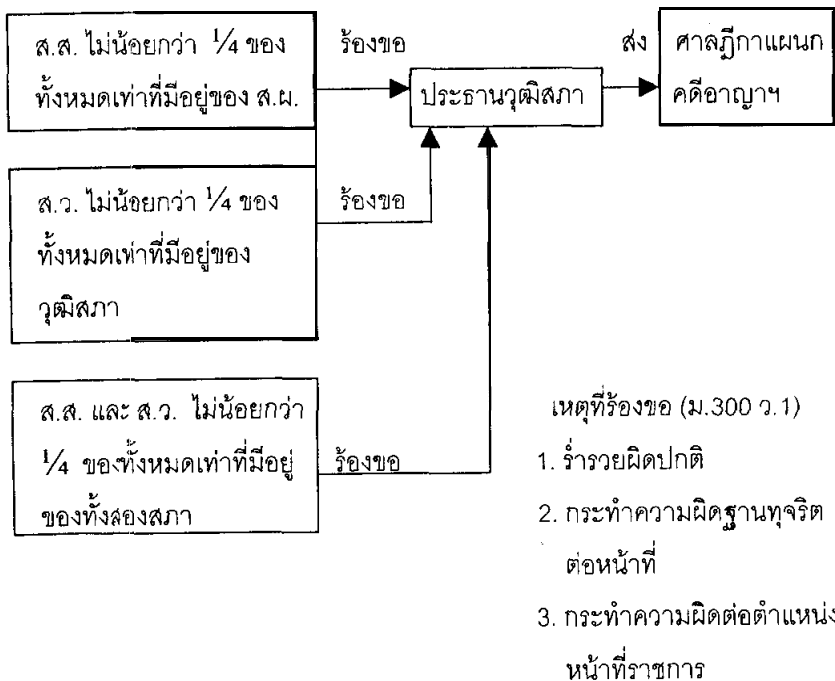 ส.ส. ไม่น้อยกว่า ¼ ของ
ทั้งหมดเท่าที่มีอยู่ของ ส.ผ.
ร้องขอ
ประธานวุฒิสภา
ส่ง
ศาลฎีกาแผนก
คดีอาญาฯ
ส.ว. ไม่น้อยกว่า ¼ ของ
ทั้งหมดเท่าที่มีอยู่ของ
วุฒิสภา
ร้องขอ
ส.ส. และ ส.ว. ไม่น้อยกว่า
¼ ของทั้งหมดเท่าที่มีอยู่
ของทั้งสองสภา
ร้องขอ
เหตุที่ร้องขอ (ม.300 ว.1)
1. ร่ำรวยผิดปกติ
2. กระทำความผิดฐานทุจริต
ต่อหน้าที่
3. กระทำความผิดต่อตำแหน่ง
หน้าที่ราชการ